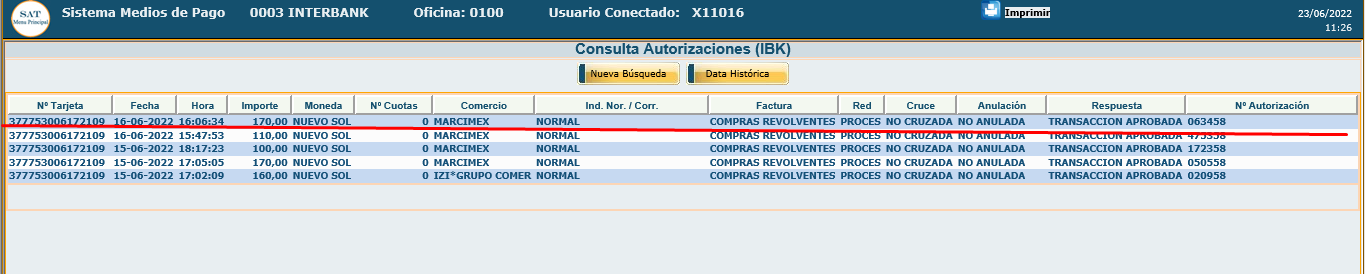 SAT
Menu Principal
Sistema Medios de Pago 0003 INTERBANK Oficina: 0100 Usuario Conectado: X11016 Imprimir 23/06/2022
11:26
Consulta Autorizaciones (IBK)
Nueva Búsqueda Data Histórica
Nº Tarjeta Fecha Hora Importe Moneda Nº Cuotas Comercio Ind. Nor. / Corr. Factura Red Cruce Anulación Respuesta Nº Autorización
377753006172109 16-06-2022 16:06:34 170,00 NUEVO SOL 0 MARCIMEX NORMAL COMPRAS REVOLVENTES PROCES NO CRUZADA NO ANULADA TRANSACCION APROBADA 063458
377753006172109 16-06-2022 15:47:53 110,00 NUEVO SOL 0 MARCIMEX NORMAL COMPRAS REVOLVENTES PROCES NO CRUZADA NO ANULADA TRANSACCION APROBADA 473358
377753006172109 15-06-2022 18:17:23 100,00 NUEVO SOL 0 MARCIMEX NORMAL COMPRAS REVOLVENTES PROCES NO CRUZADA NO ANULADA TRANSACCION APROBADA 172358
377753006172109 15-06-2022 17:05:05 170,00 NUEVO SOL 0 MARCIMEX NORMAL COMPRAS REVOLVENTES PROCES NO CRUZADA NO ANULADA TRANSACCION APROBADA 050558
377753006172109 15-06-2022 17:02:09 160,00 NUEVO SOL 0 IZI*GRUPO COMER NORMAL COMPRAS REVOLVENTES PROCES NO CRUZADA NO ANULADA TRANSACCION APROBADA 020958